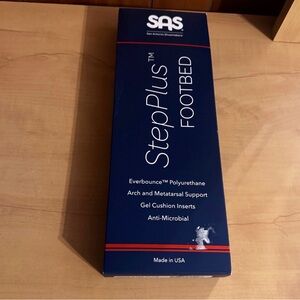 SAS
San Antonio Shoemakers
StepPlus™
FOOTBED
Everbounce™ Polyurethane
Arch and Metatarsal Support
Gel Cushion Inserts
Anti-Microbial
Made in USA